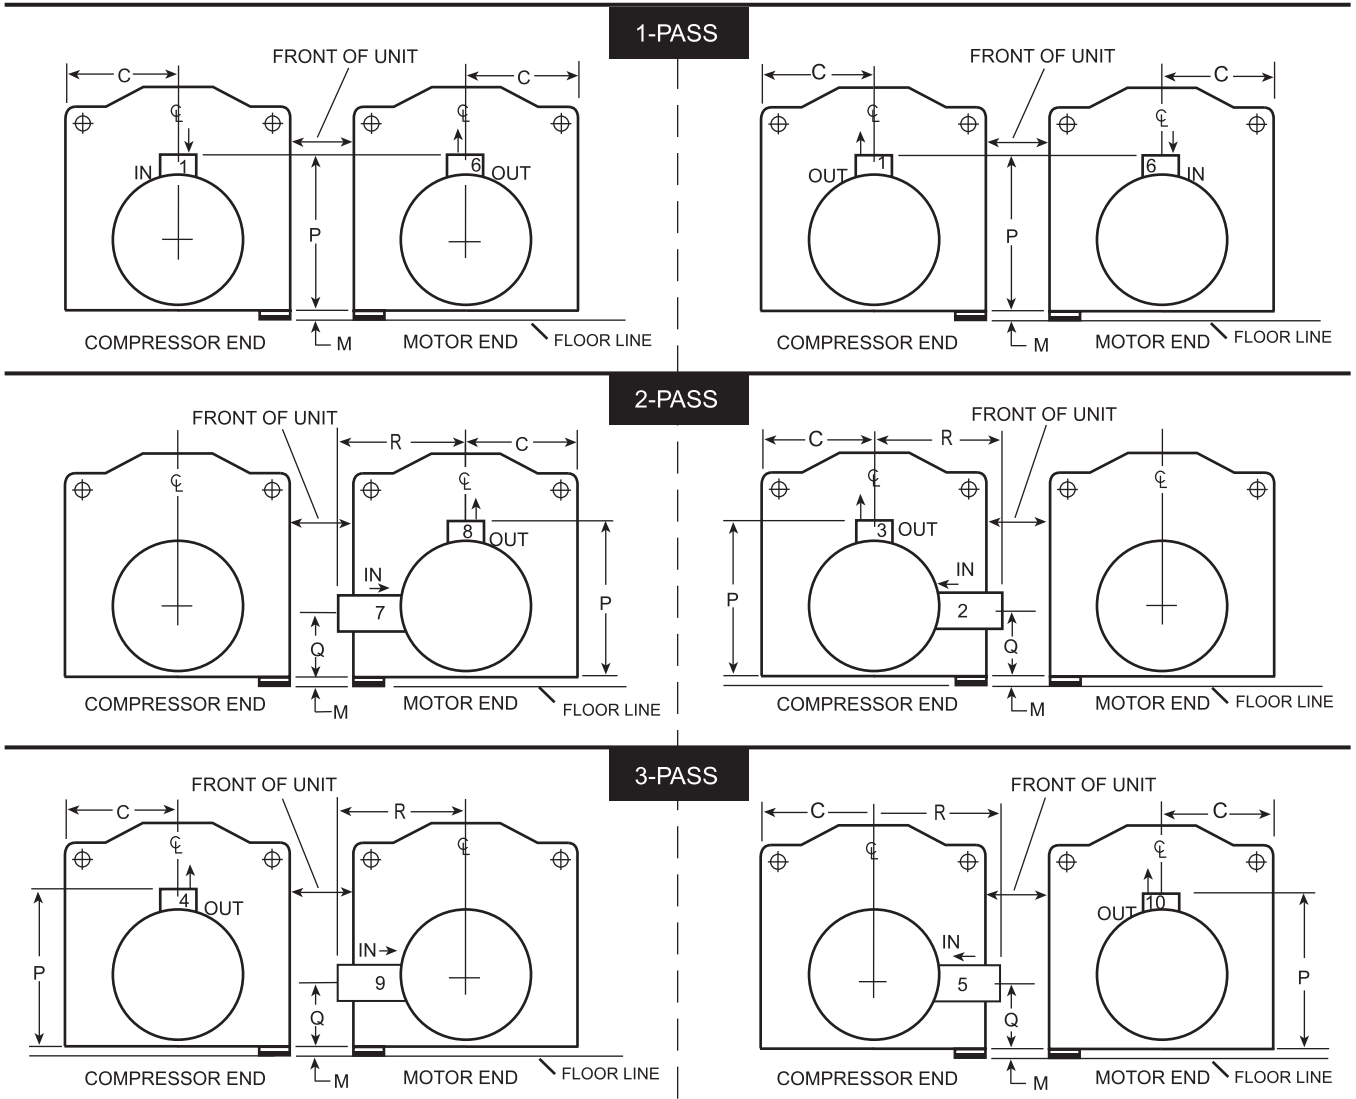 1-PASS
FRONT OF UNIT
C
C
℄
℄
IN
1
6
OUT
P
COMPRESSOR END
M
MOTOR END
FLOOR LINE
FRONT OF UNIT
C
C
℄
℄
OUT
1
6
IN
P
COMPRESSOR END
M
MOTOR END
FLOOR LINE
2-PASS
FRONT OF UNIT
R
C
℄
℄
8
OUT
IN
7
P
Q
COMPRESSOR END
M
MOTOR END
FLOOR LINE
FRONT OF UNIT
C
R
℄
℄
3
OUT
IN
2
P
Q
COMPRESSOR END
M
MOTOR END
FLOOR LINE
3-PASS
FRONT OF UNIT
C
R
℄
℄
4
OUT
IN
9
P
Q
COMPRESSOR END
M
MOTOR END
FLOOR LINE
FRONT OF UNIT
C
R
C
℄
℄
10
OUT
IN
5
P
Q
COMPRESSOR END
M
MOTOR END
FLOOR LINE